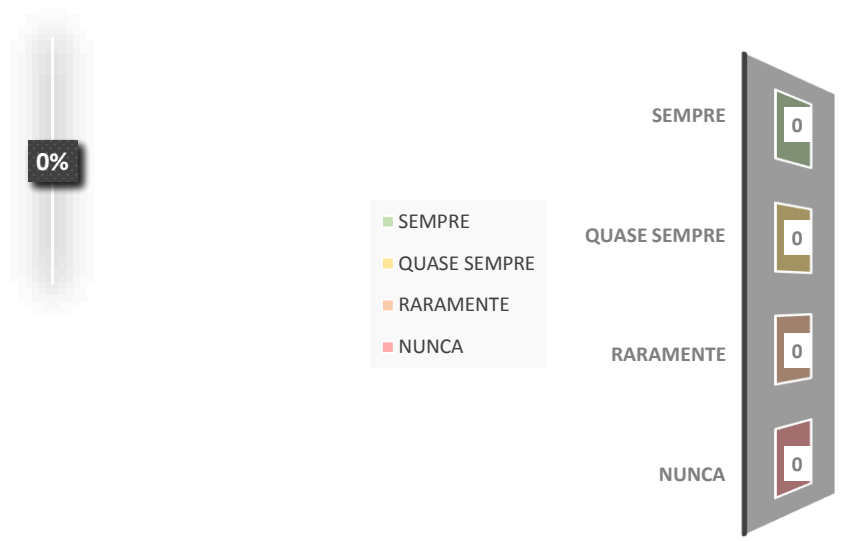 0%
SEMPRE
QUASE SEMPRE
RARAMENTE
NUNCA
SEMPRE
0
QUASE SEMPRE
0
RARAMENTE
0
NUNCA
0